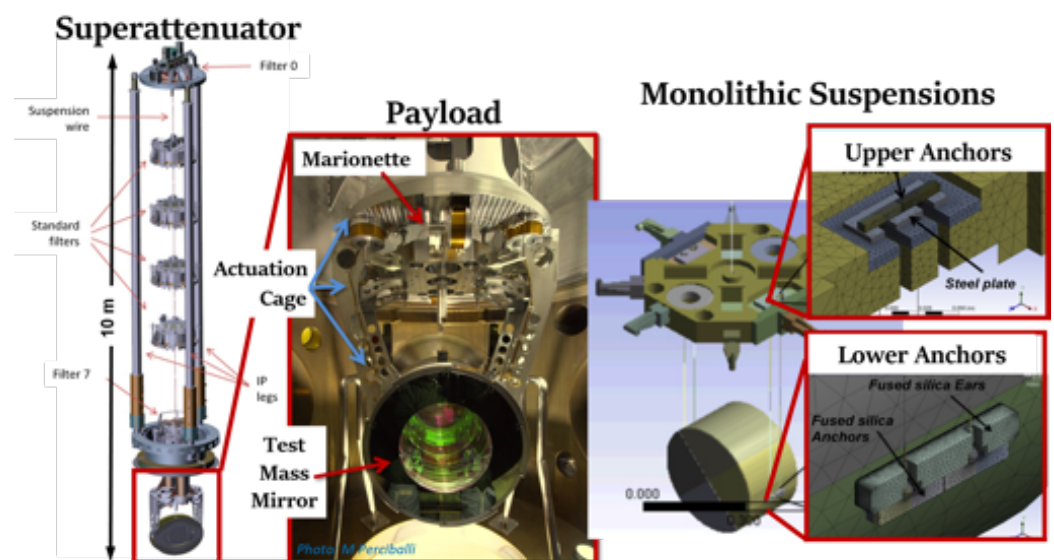 Superattenuator
Filter 0
Suspension
wire
Standard
filters
10 m
Filter 7
IP
legs
Payload
Marionette
Actuation
Cage
Test
Mass
Mirror
Photo: M Perciballi
Monolithic Suspensions
Upper Anchors
Steel plate
Lower Anchors
Fused silica Ears
Fused silica
Anchors
0.000